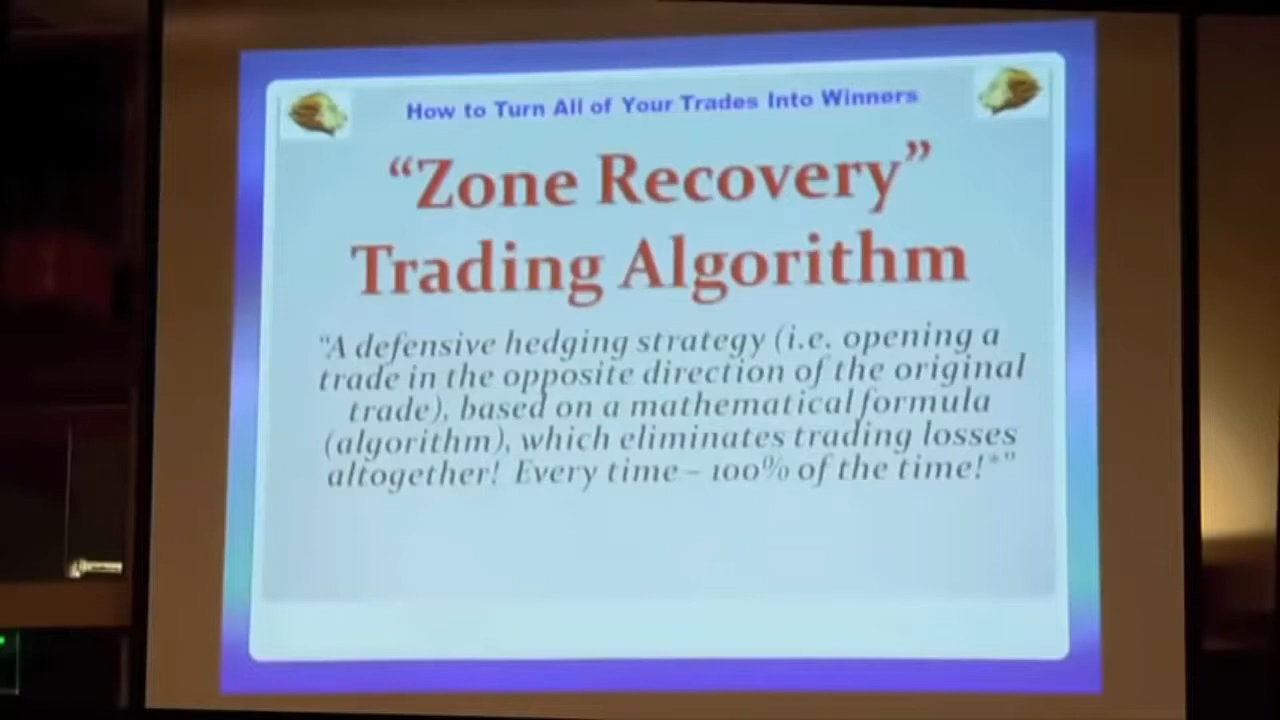 How to Turn All of Your Trades Into Winners
“Zone Recovery”
Trading Algorithm
"A defensive hedging strategy (i.e. opening a
trade in the opposite direction of the original
trade), based on a mathematical formula
(algorithm), which eliminates trading losses
altogether! Every time – 100% of the time!*"